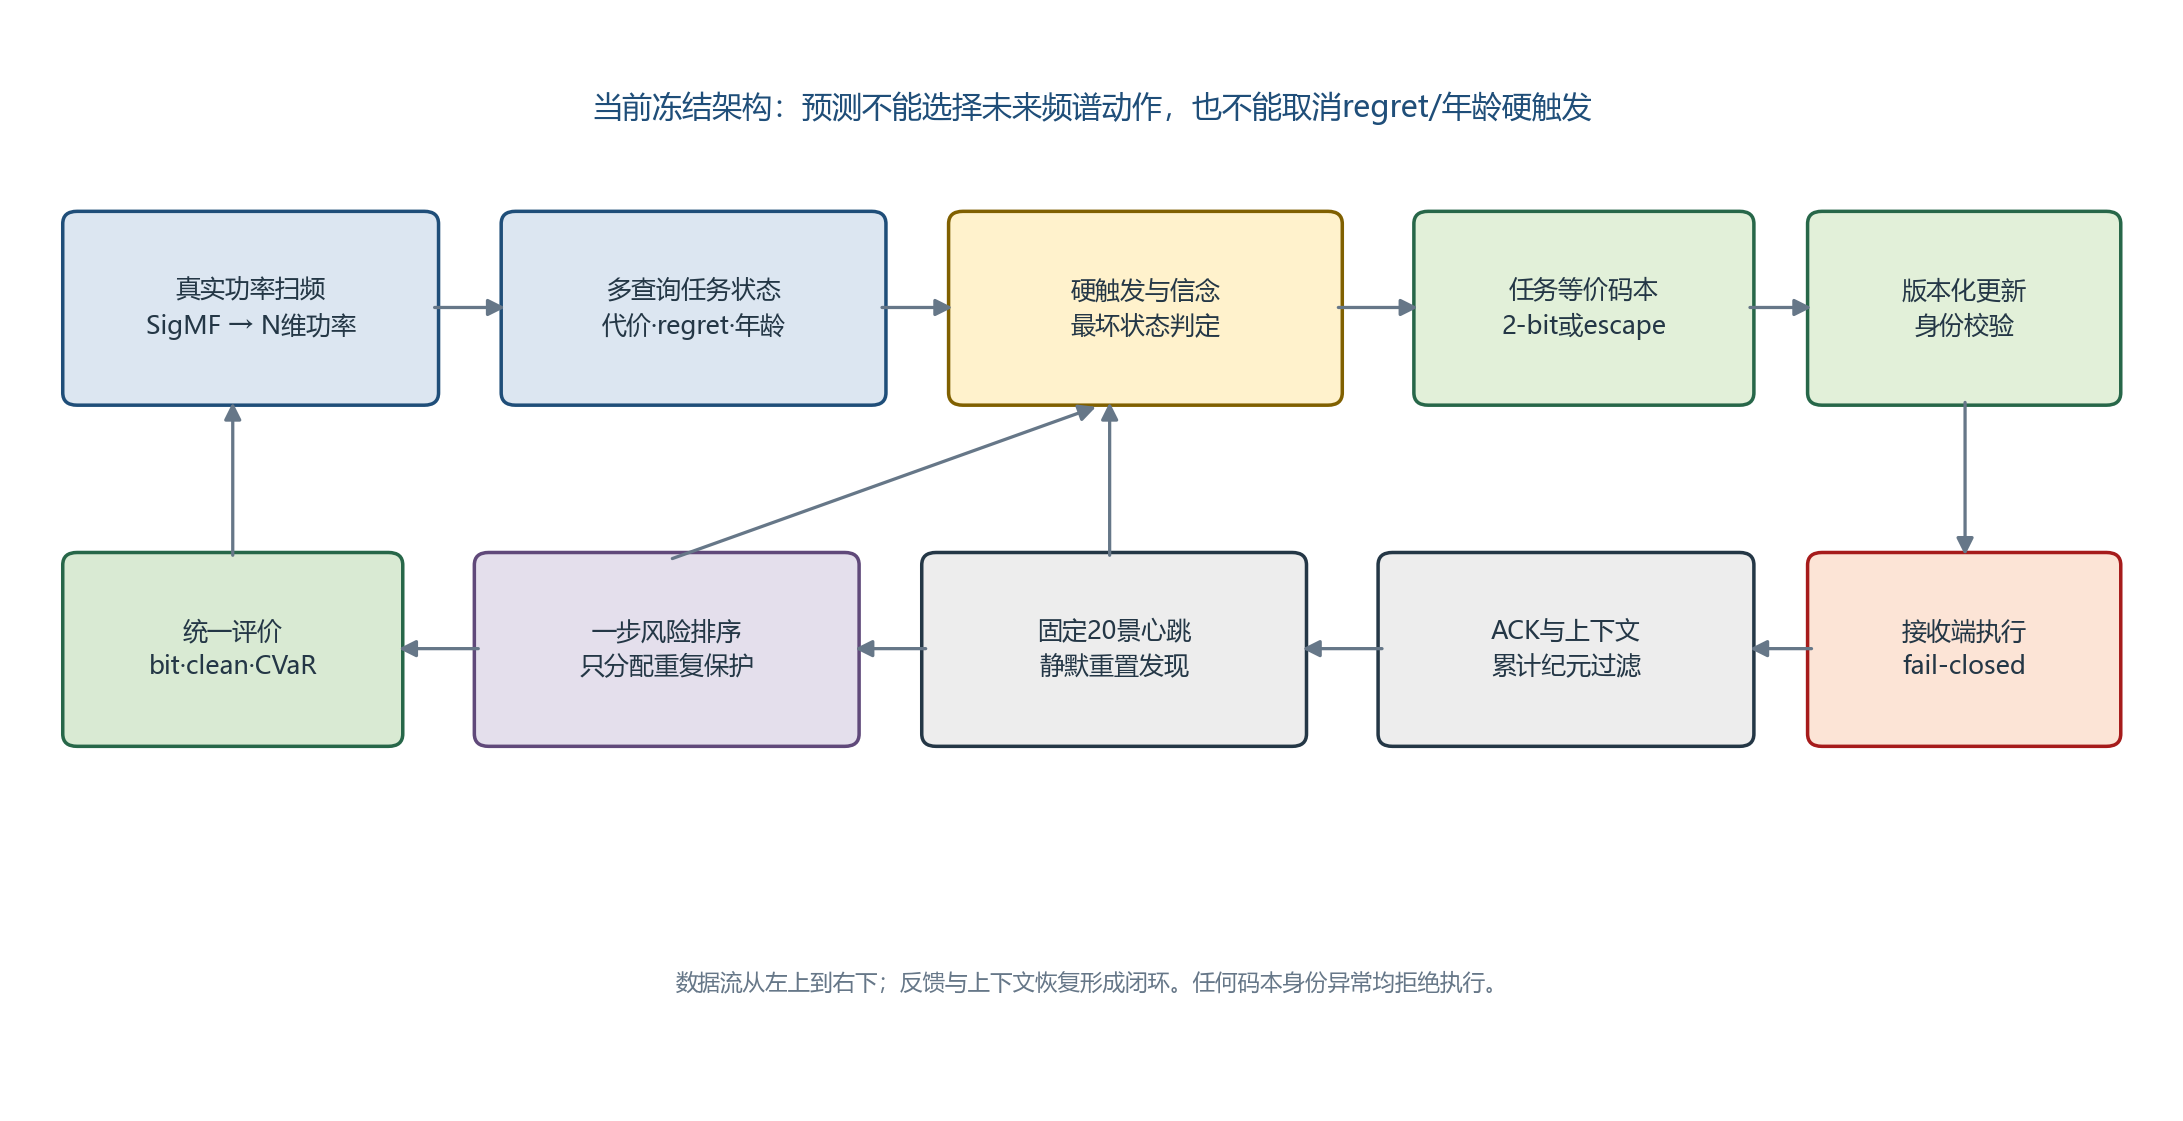 当前冻结架构：预测不能选择未来频谱动作，也不能取消regret/年龄硬触发
真实功率扫频
SigMF → N维功率
多查询任务状态
代价·regret·年龄
硬触发与信念
最坏状态判定
任务等价码本
2-bit或escape
版本化更新
身份校验
统一评价
bit·clean·CVaR
一步风险排序
只分配重复保护
固定20景心跳
静默重置发现
ACK与上下文
累计纪元过滤
接收端执行
fail-closed
数据流从左上到右下；反馈与上下文恢复形成闭环。任何码本身份异常均拒绝执行。